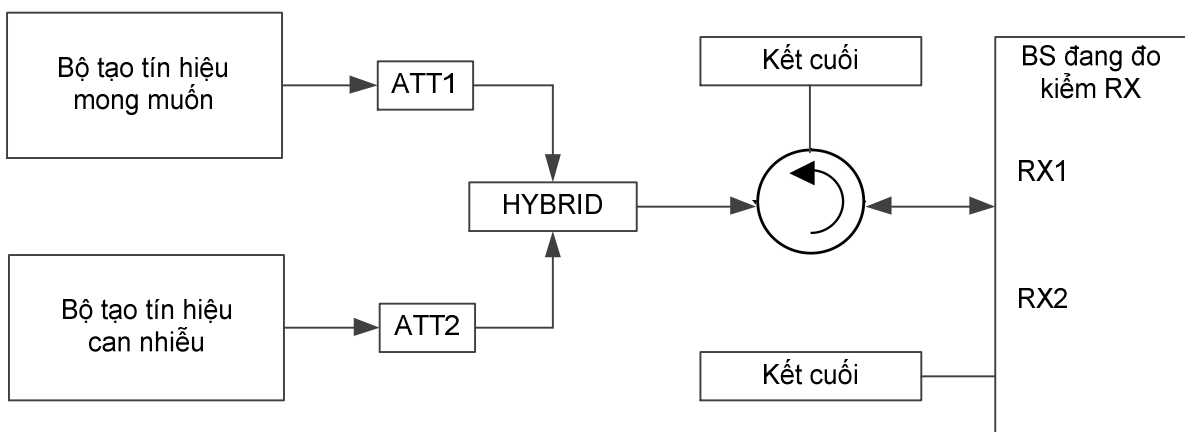 Bộ tạo tín hiệu
mong muốn
ATT1
Kết cuối
BS đang đo
kiểm RX
RX1
HYBRID
RX2
Bộ tạo tín hiệu
can nhiễu
ATT2
Kết cuối